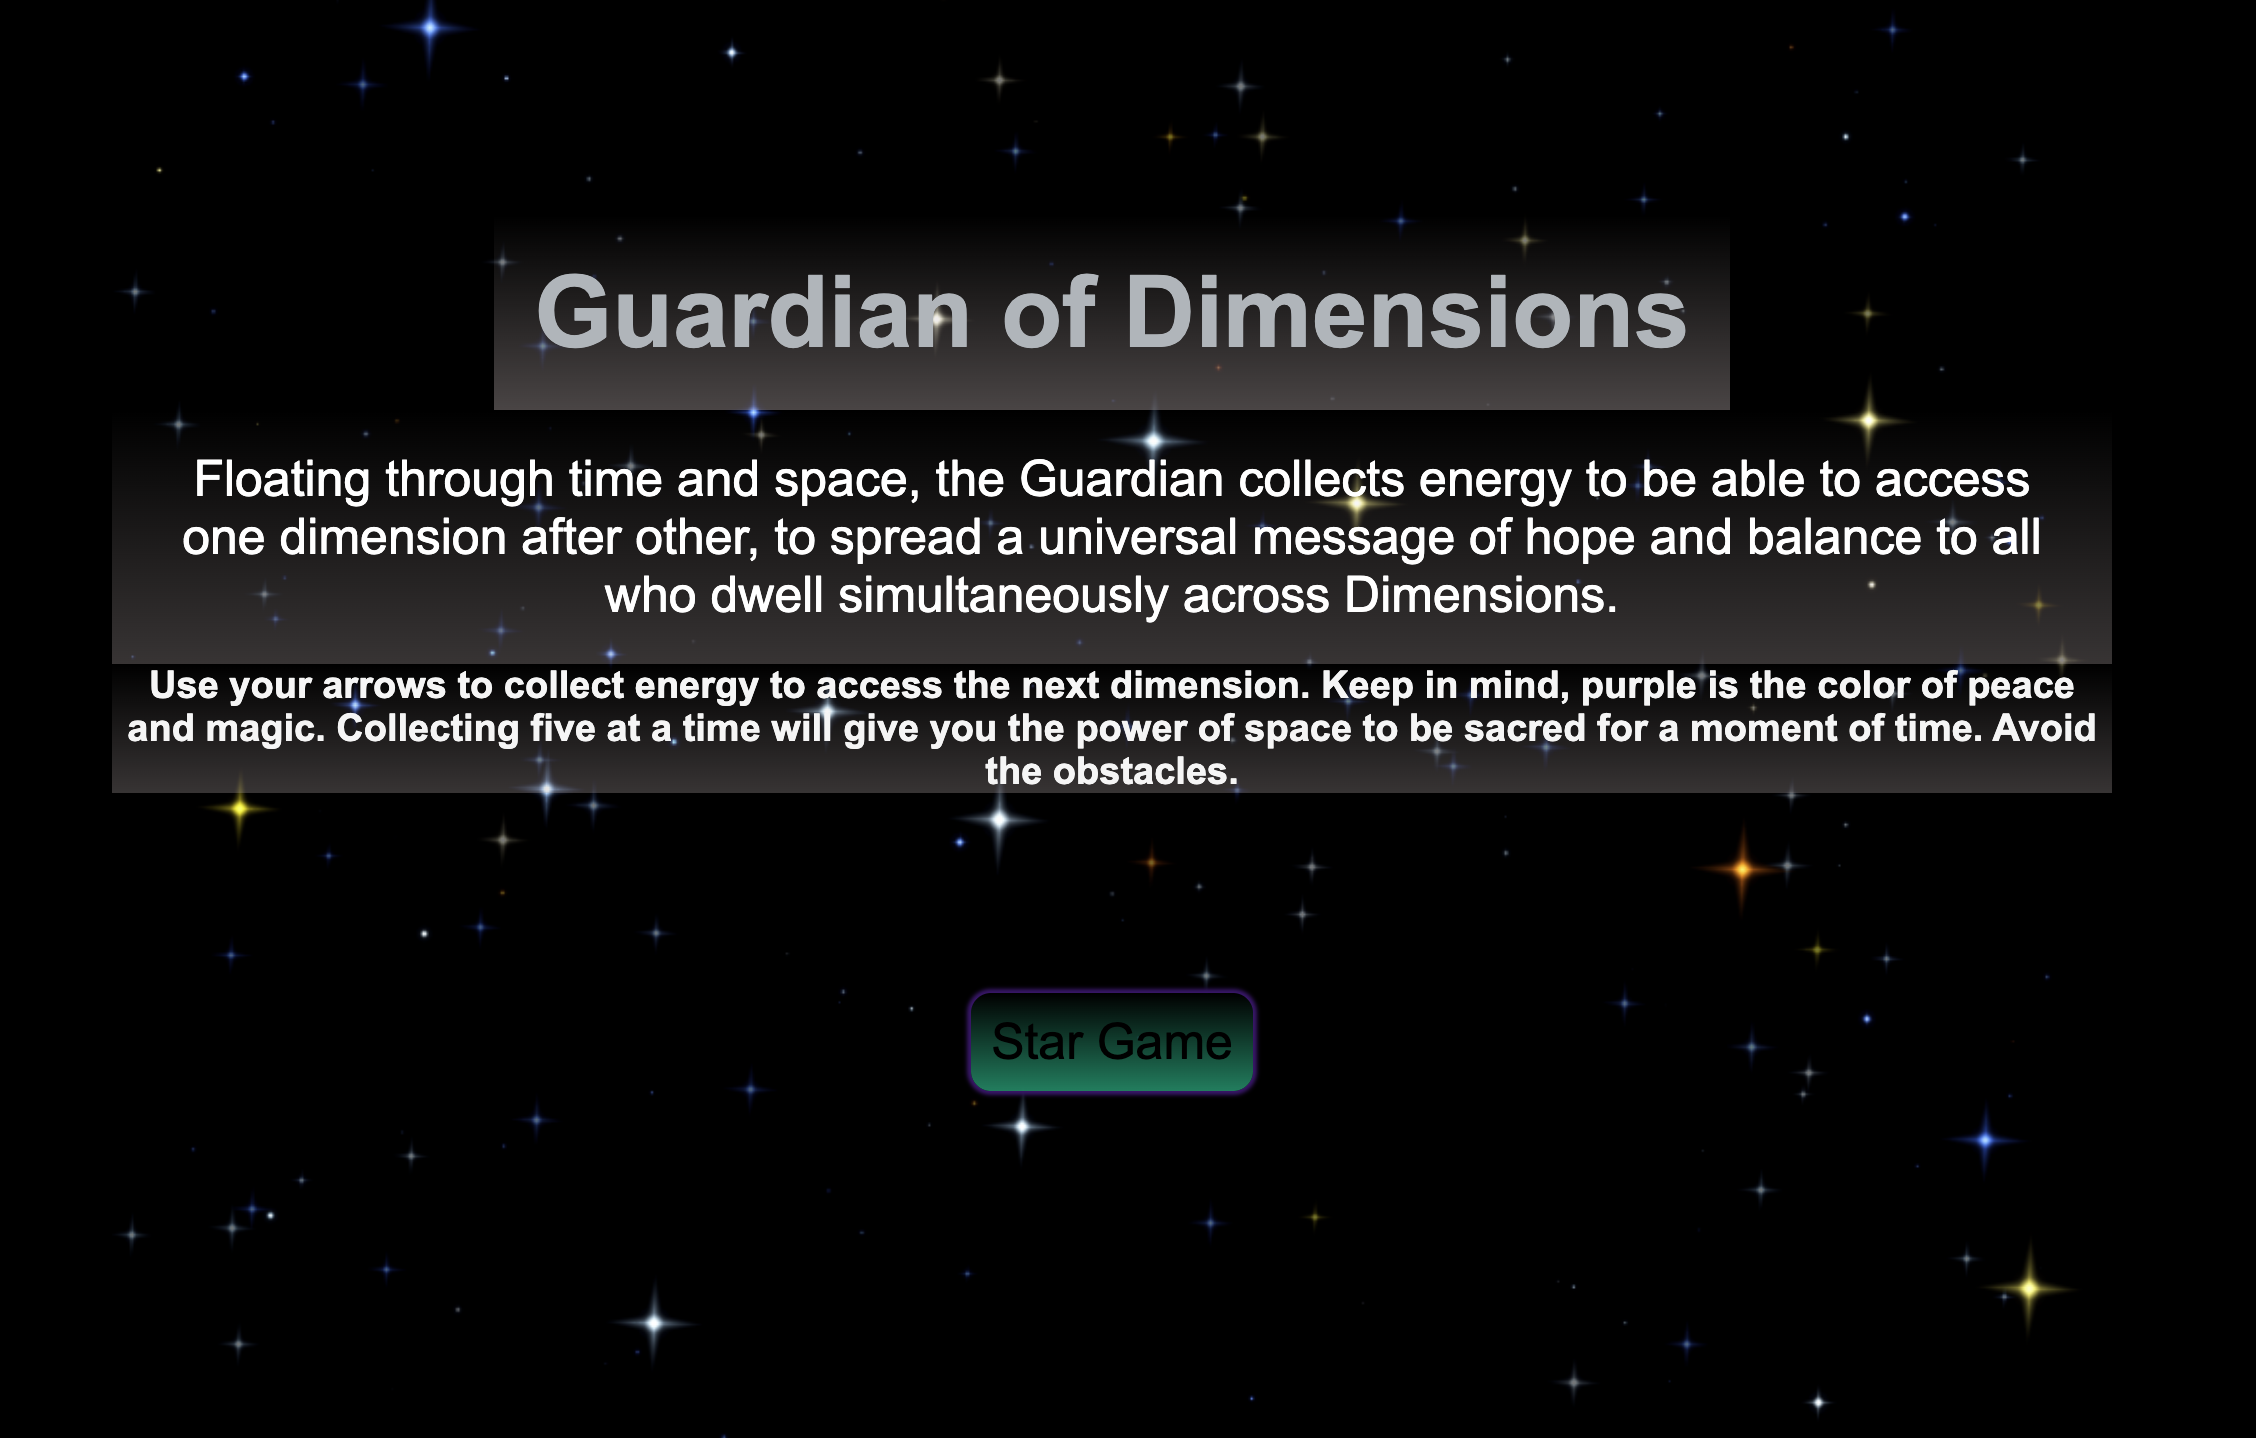 Guardian of Dimensions
Floating through time and space, the Guardian collects energy to be able to access
one dimension after other, to spread a universal message of hope and balance to all
who dwell simultaneously across Dimensions.
Use your arrows to collect energy to access the next dimension. Keep in mind, purple is the color of peace
and magic. Collecting five at a time will give you the power of space to be sacred for a moment of time. Avoid
the obstacles.
Star Game